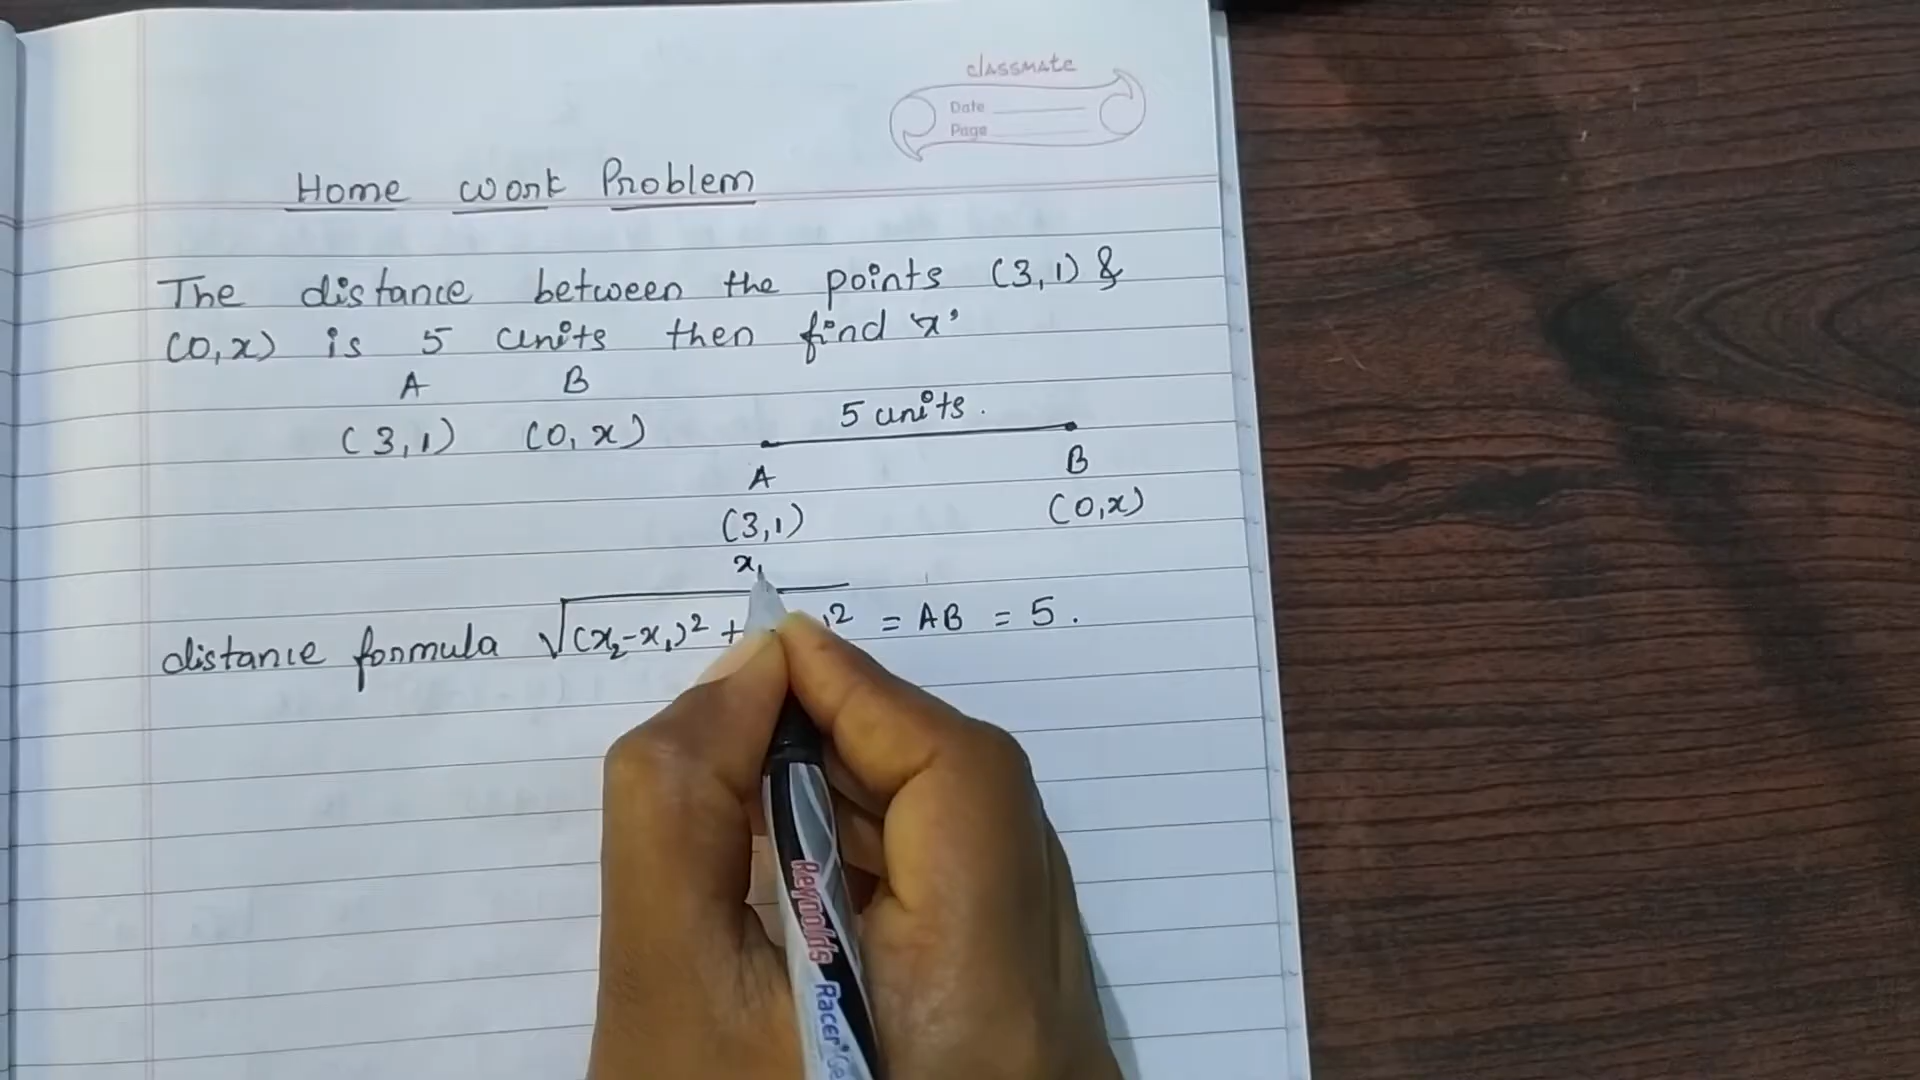 classmate
Date
Page
Home work Problem
The distance between the points (3,1) &
(0,x) is 5 units then find 'x'
A B
(3,1) (0,x)
5 units.
A B
(3,1) (0,x)
x₁
distance formula √(x₂-x₁)² + ² = AB = 5.
Reynolds Racer